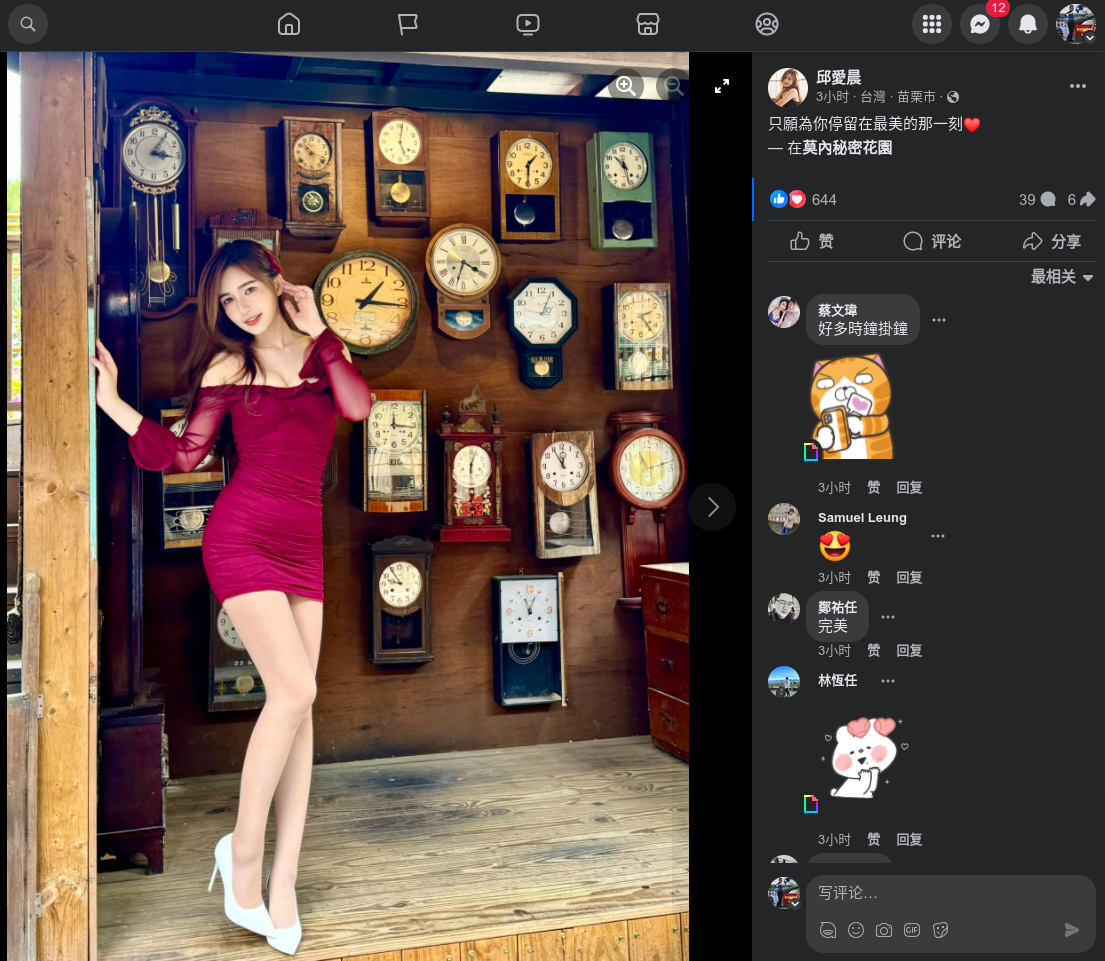 12
邱愛晨
3小时 · 台灣 · 苗栗市 ·
只願為你停留在最美的那一刻❤️
— 在莫內秘密花園
644
39
6
赞
评论
分享
最相关
蔡文瑋
好多時鐘掛鐘
3小时 赞 回复
Samuel Leung
😍
3小时 赞 回复
鄭祐任
完美
3小时 赞 回复
林恆任
3小时 赞 回复
写评论…
GIF